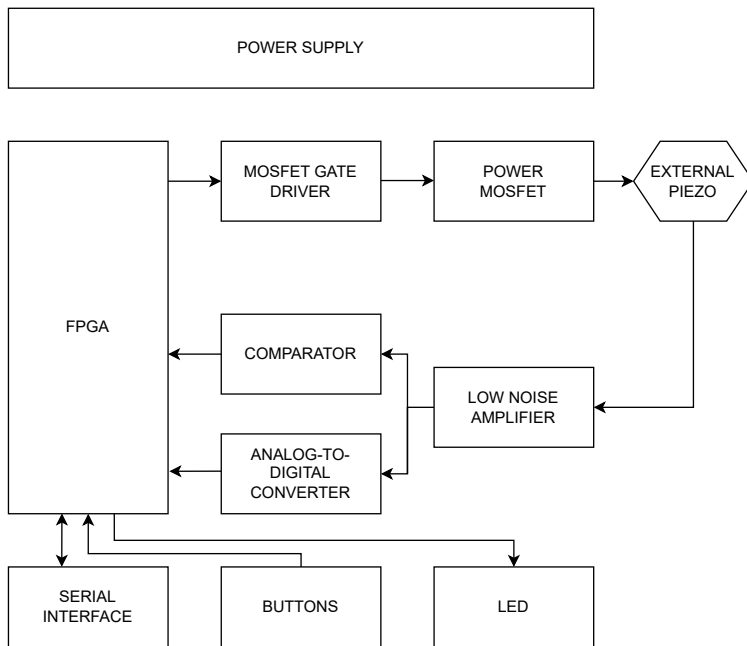 POWER SUPPLY
MOSFET GATE
DRIVER
POWER
MOSFET
EXTERNAL
PIEZO
FPGA
COMPARATOR
LOW NOISE
AMPLIFIER
ANALOG-TO-
DIGITAL
CONVERTER
SERIAL
INTERFACE
BUTTONS
LED